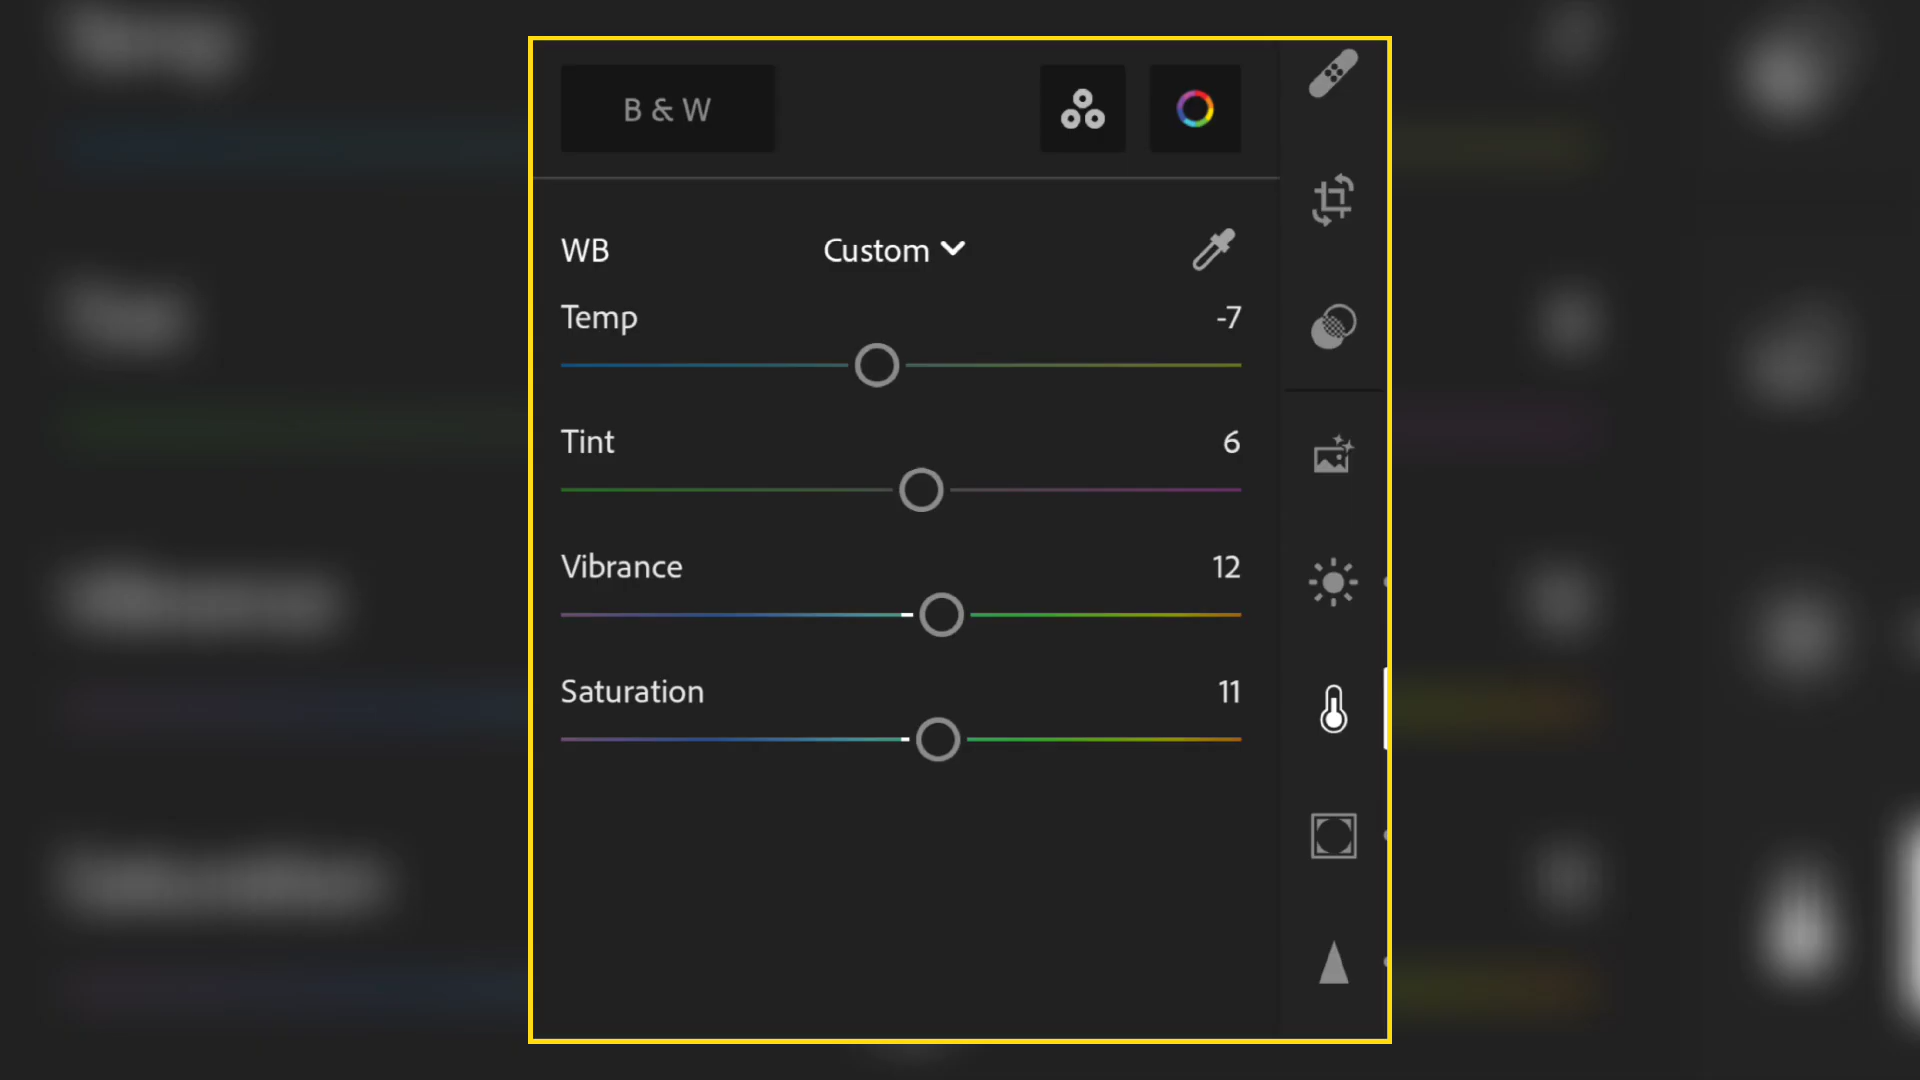 B & W
WB Custom
Temp -7
Tint 6
Vibrance 12
Saturation 11